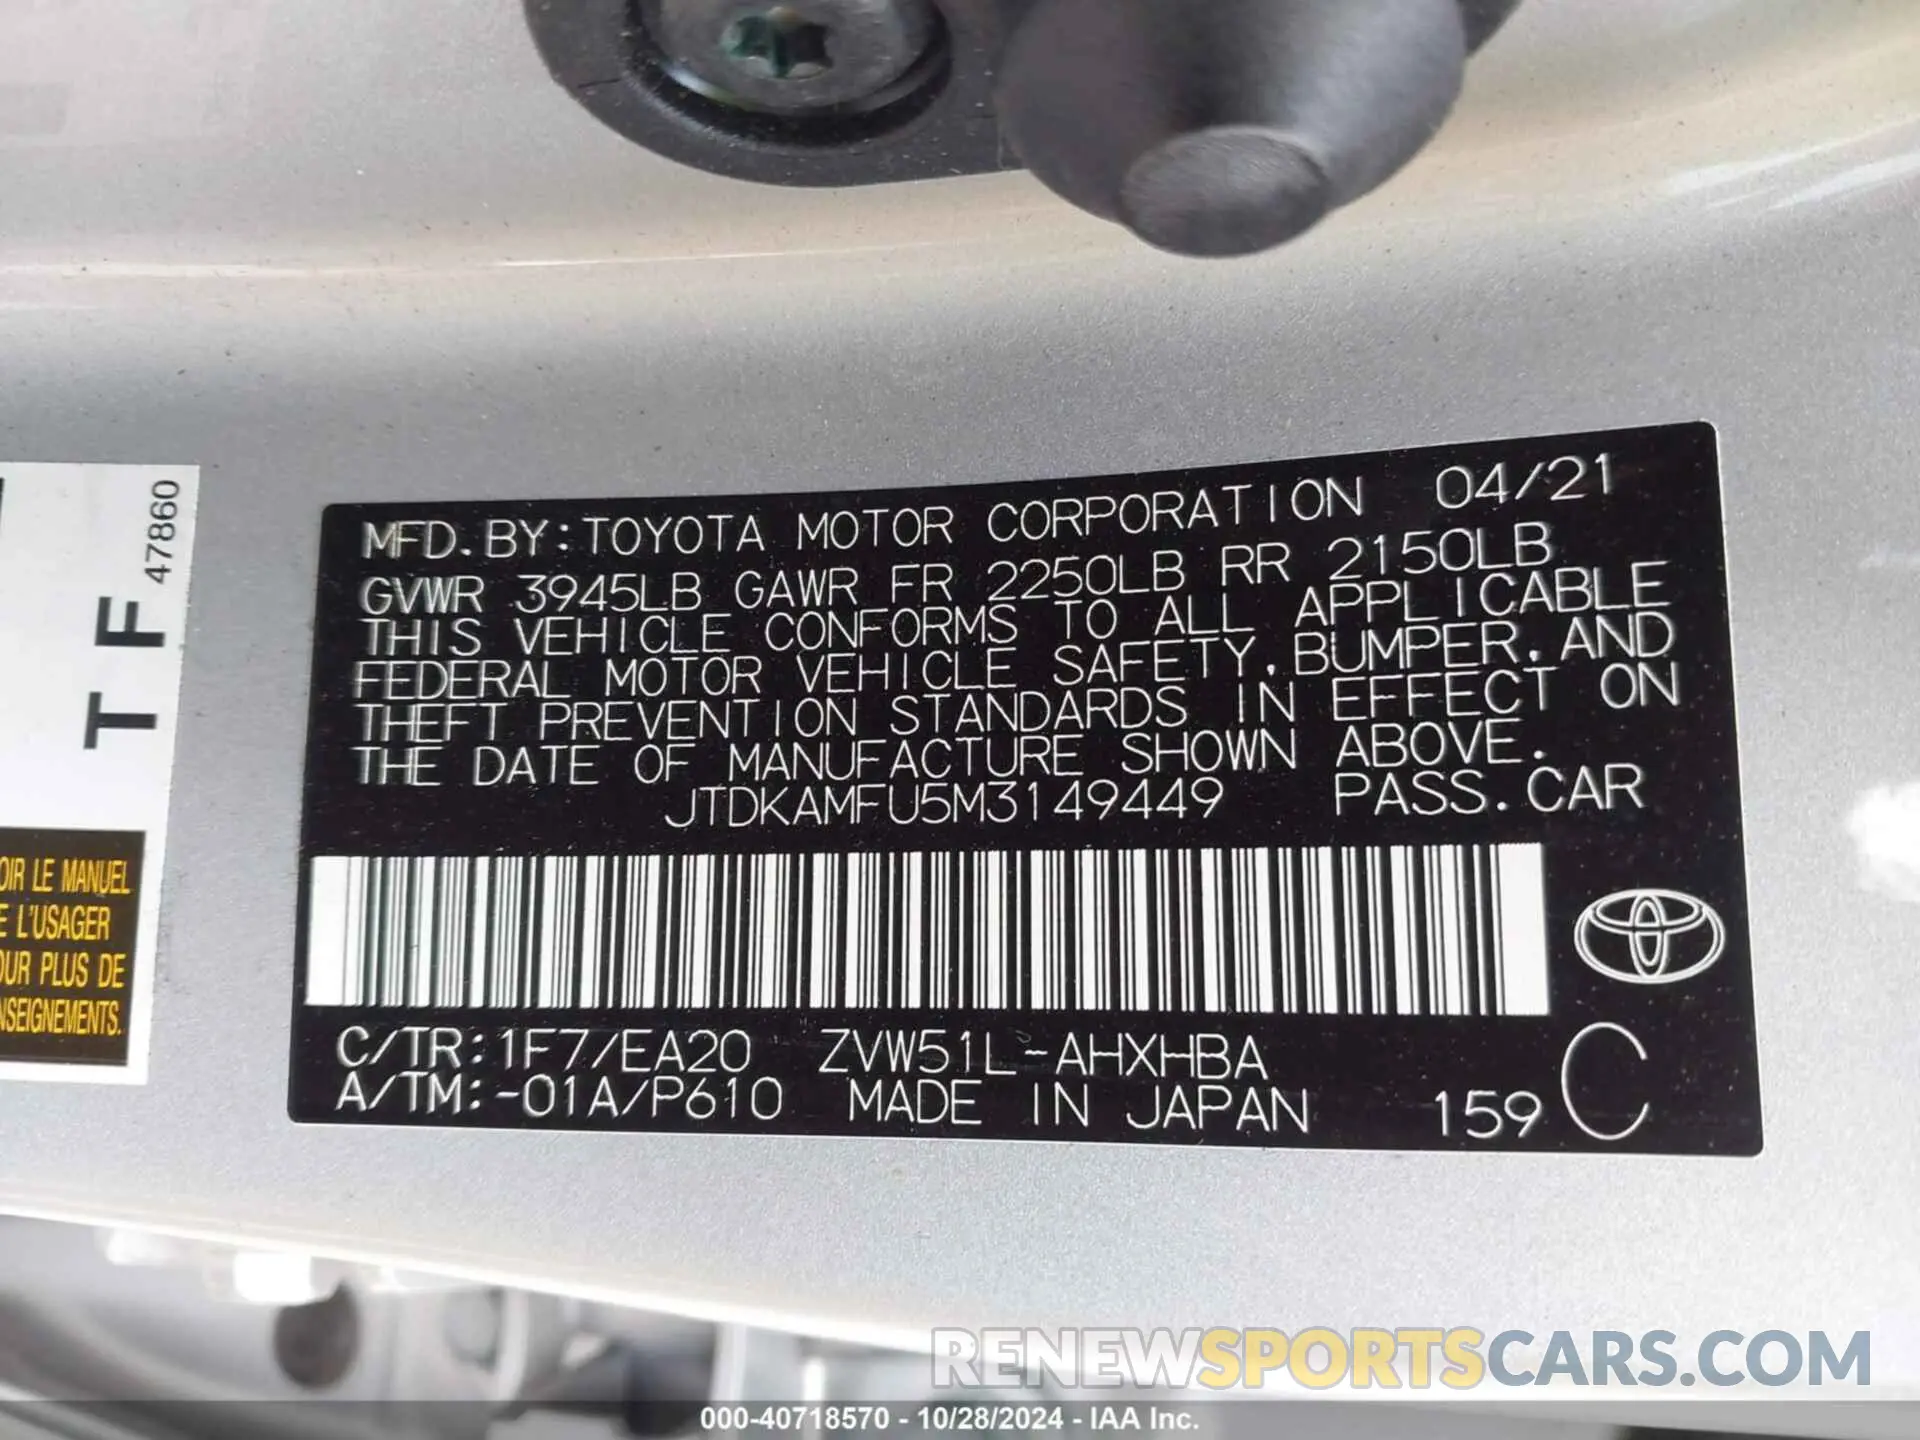 MFD. BY: TOYOTA MOTOR CORPORATION 04/21
GVWR 3945LB GAWR FR 2250LB RR 2150LB
THIS VEHICLE CONFORMS TO ALL APPLICABLE
FEDERAL MOTOR VEHICLE SAFETY, BUMPER, AND
THEFT PREVENTION STANDARDS IN EFFECT ON
THE DATE OF MANUFACTURE SHOWN ABOVE.
JTDKAMFU5M3149449 PASS. CAR
C/TR: 1F7/EA20 ZVW51L-AHXHBA
A/TM: -01A/P610 MADE IN JAPAN 159 C
T F
47860
OIR LE MANUEL
E L'USAGER
OUR PLUS DE
NSEIGNEMENTS.
RENEWSPORTSCARS.COM
000-40718570 - 10/28/2024 - IAA Inc.